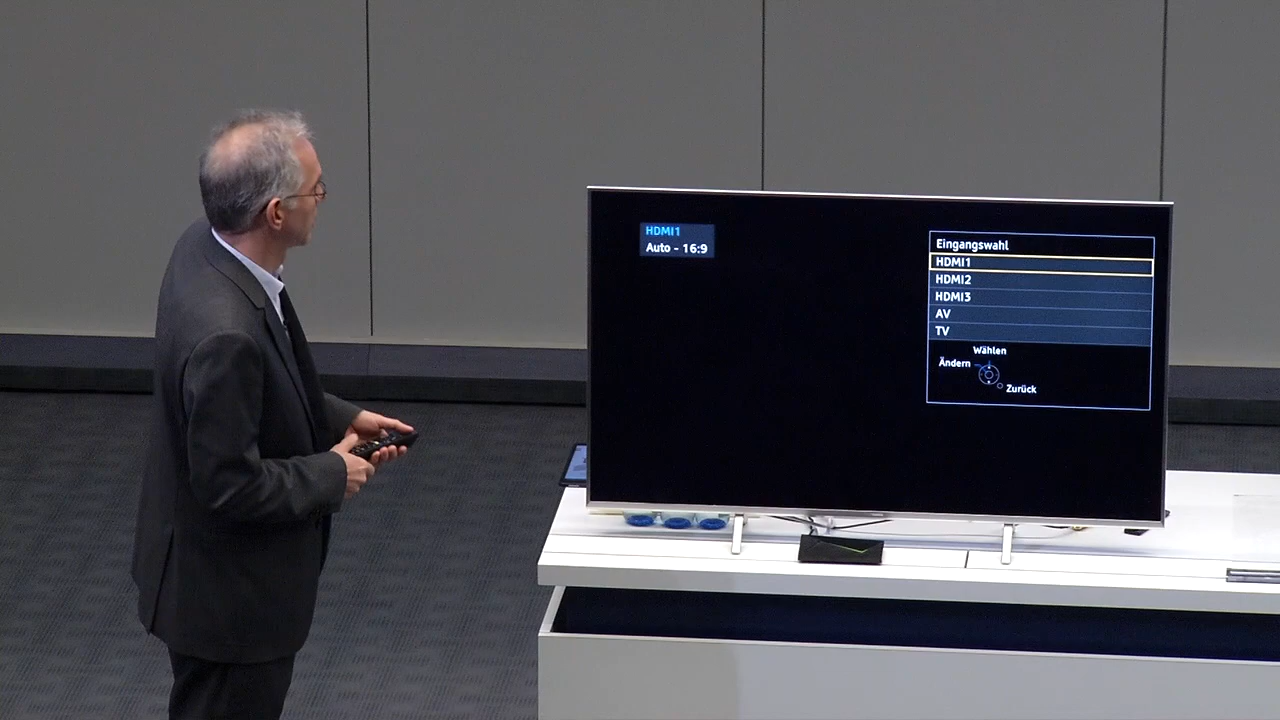 HDMI1
Auto - 16:9
Eingangswahl
HDMI1
HDMI2
HDMI3
AV
TV
Wählen
Ändern
Zurück